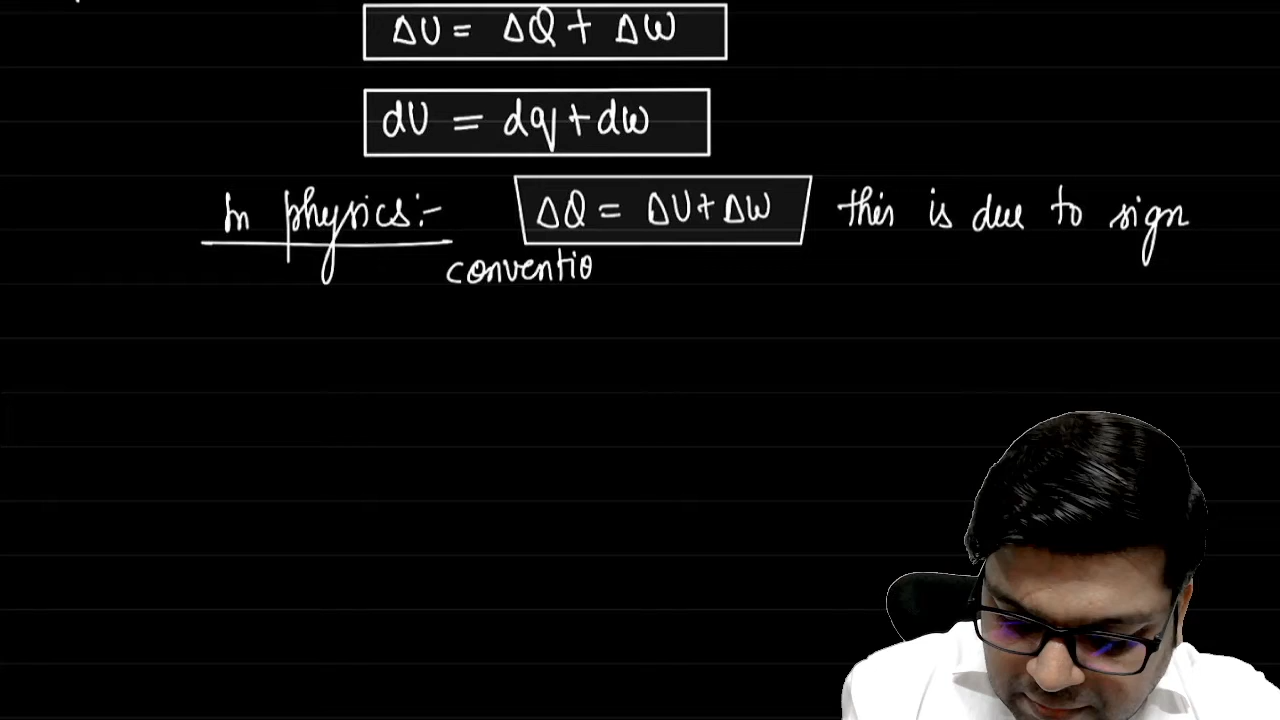 ΔU = ΔQ + ΔW
dU = dq + dw
In physics:- ΔQ = ΔU + ΔW this is due to sign
conventio